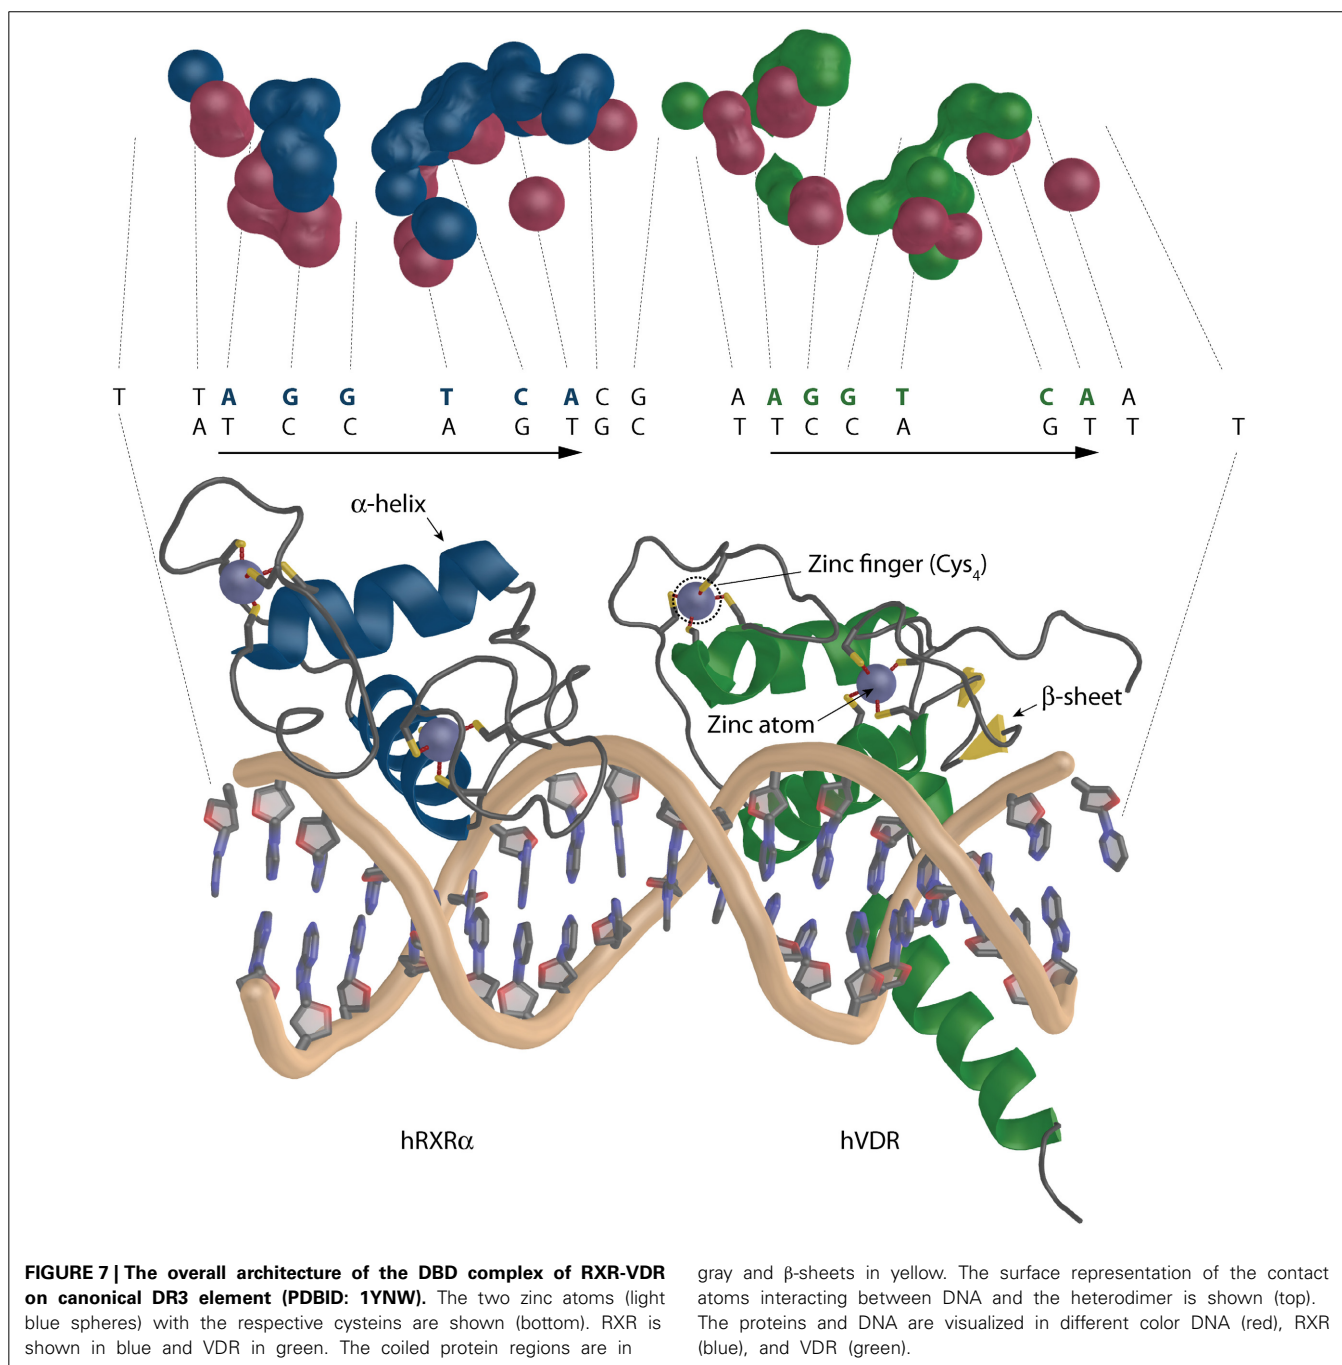 T T A G G T C A C G A A G G T C A A
A T C C A G T G C T T C C A G T T T
α-helix
Zinc finger (Cys4)
Zinc atom
β-sheet
hRXRα
hVDR
FIGURE 7 | The overall architecture of the DBD complex of RXR-VDR
on canonical DR3 element (PDBID: 1YNW). The two zinc atoms (light
blue spheres) with the respective cysteins are shown (bottom). RXR is
shown in blue and VDR in green. The coiled protein regions are in
gray and β-sheets in yellow. The surface representation of the contact
atoms interacting between DNA and the heterodimer is shown (top).
The proteins and DNA are visualized in different color DNA (red), RXR
(blue), and VDR (green).